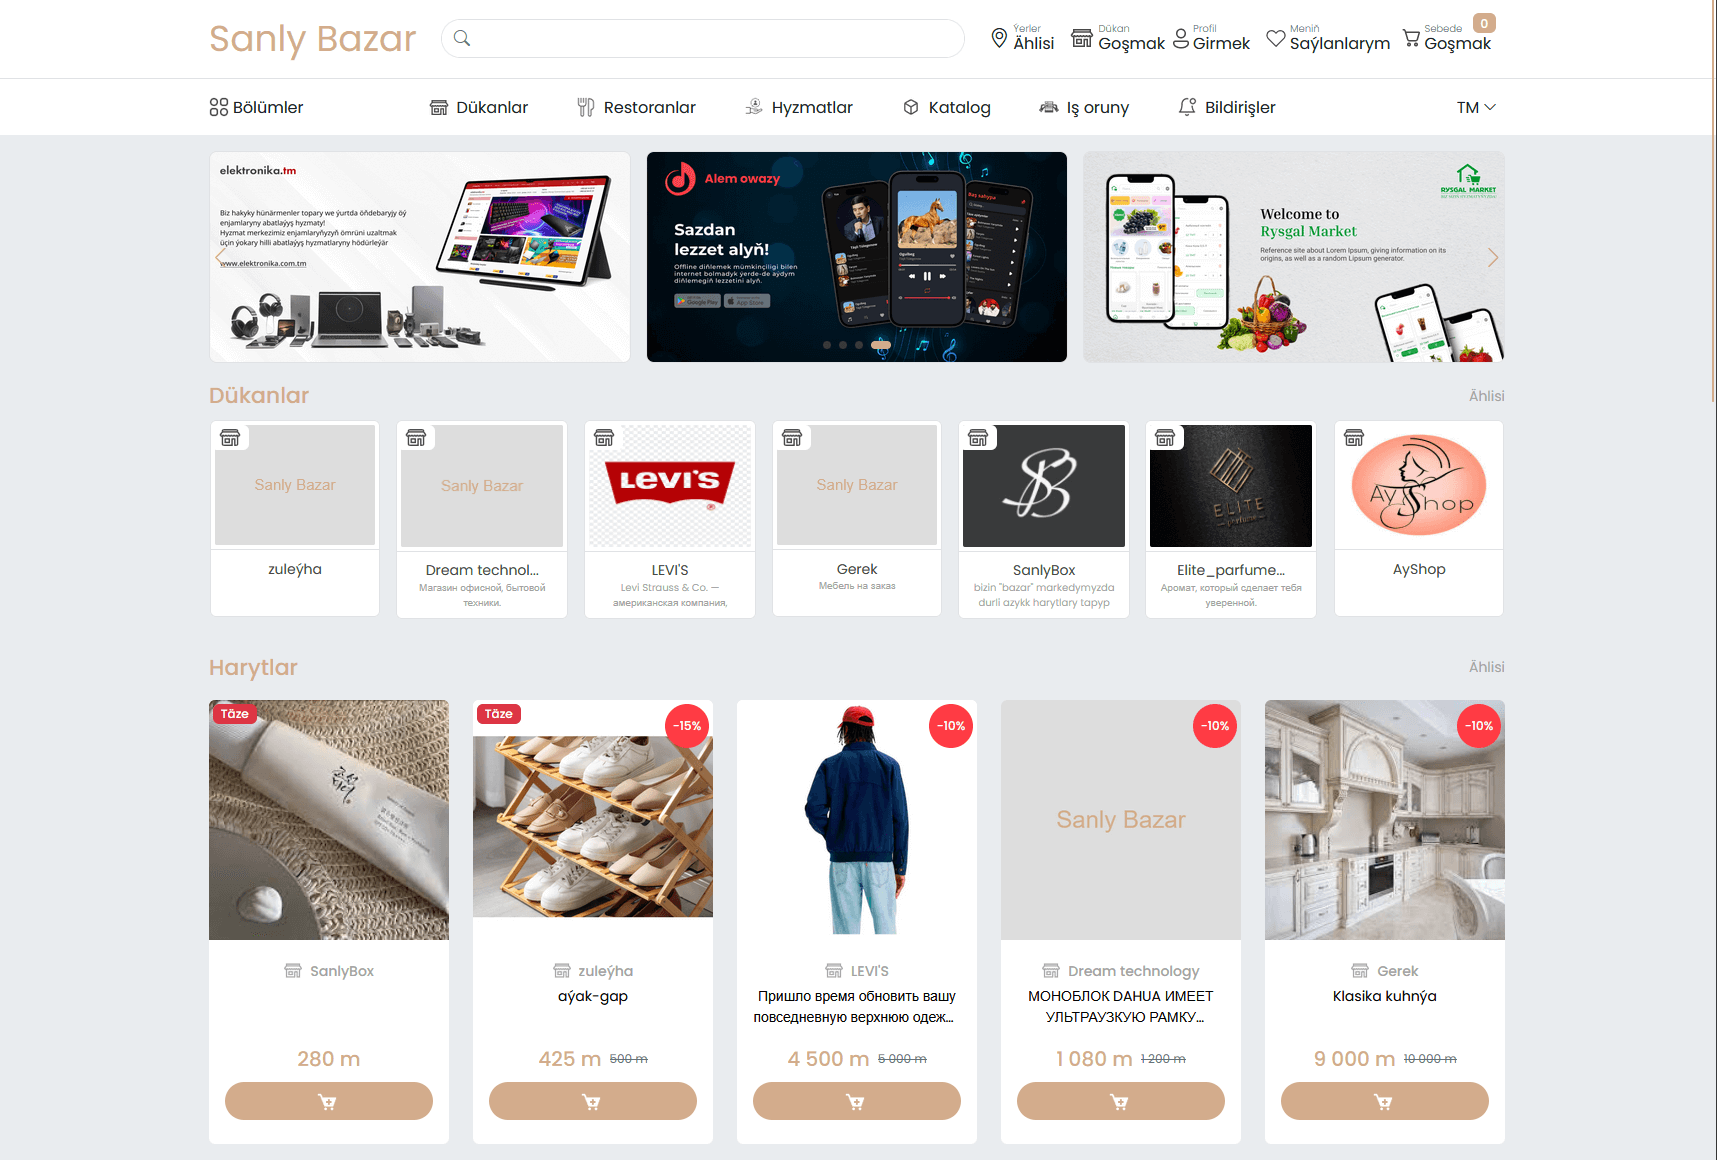 Sanly Bazar
Ýerler
Ählisi
Dükan
Goşmak
Profil
Girmek
Meniň
Saýlanlarym
Sebede
Goşmak
0
Bölümler
Dükanlar
Restoranlar
Hyzmatlar
Katalog
Iş oruny
Bildirişler
TM
elektronika.tm
Biz hakyky hünärmenler topary we ýurtda öňdebaryjy öý
enjamlaryny abatlaýyş hyzmaty!
Hyzmat merkezimiz enjamlaryňyzyň ömrüni uzaltmak
üçin ýokary hilli abatlaýyş hyzmatlaryny hödürleýär
www.elektronika.com.tm
Alem owazy
Sazdan
lezzet alyň!
Offline diňlemek mümkinçiligi bilen
internet bolmadyk ýerde-de aýdym
diňlemegiň lezzetini alyň.
Google Play
App Store
RYSGAL MARKET
Welcome to
Rysgal Market
Reference site about Lorem Ipsum, giving information on its
origins, as well as a random Lipsum generator.
Dükanlar
Ählisi
Sanly Bazar
zuleýha
Sanly Bazar
Dream technol...
Магазин офисной, бытовой
техники.
LEVI'S
LEVI'S
Levi Strauss & Co. —
американская компания,
Sanly Bazar
Gerek
Мебель на заказ
SB
SanlyBox
bizin "bazar" markedymyzda
durli azykk harytlary tapyp
ELITE
perfume
Elite_parfume...
Аромат, который сделает тебя
уверенной.
Ay Shop
AyShop
Harytlar
Ählisi
Täze
SanlyBox
280 m
Täze
-15%
zuleýha
aýak-gap
425 m 500 m
-10%
LEVI'S
Пришло время обновить вашу
повседневную верхнюю одеж...
4 500 m 5 000 m
-10%
Sanly Bazar
Dream technology
МОНОБЛОК DAHUA ИМЕЕТ
УЛЬТРАУЗКУЮ РАМКУ...
1 080 m 1 200 m
-10%
Gerek
Klasika kuhnýa
9 000 m 10 000 m